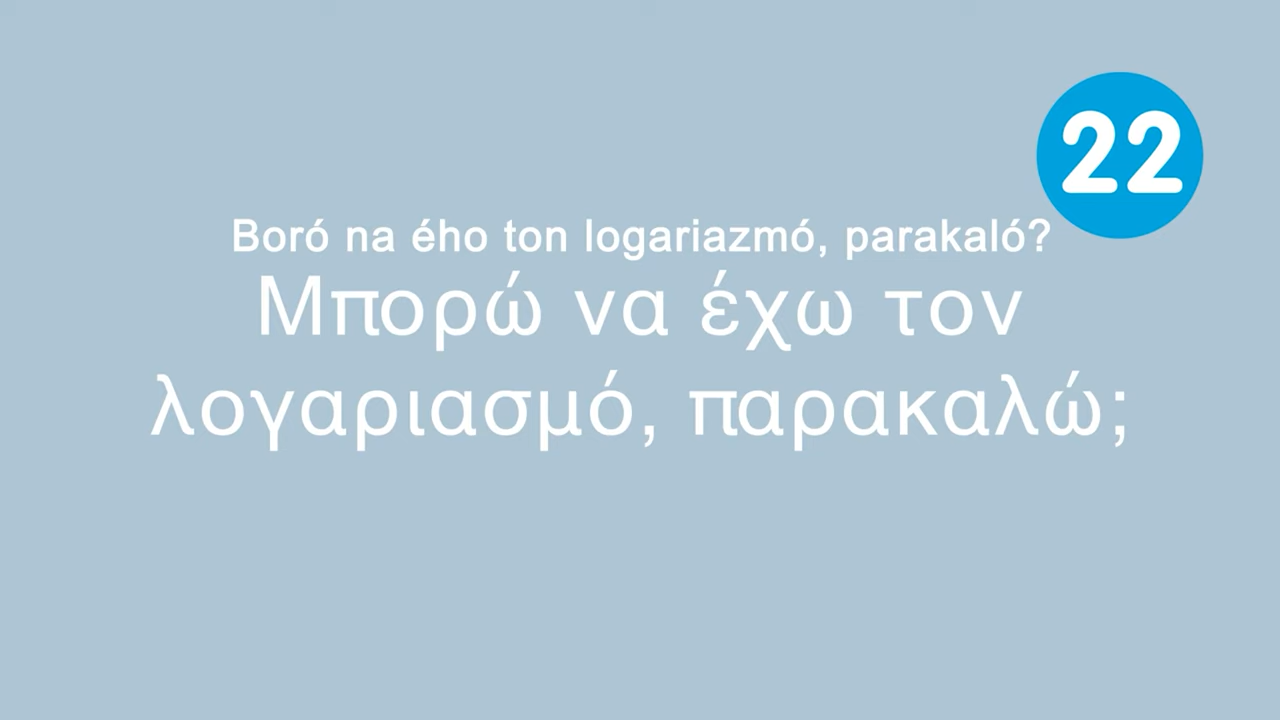 22
Boró na ého ton logariazmó, parakaló?
Μπορώ να έχω τον
λογαριασμό, παρακαλώ;